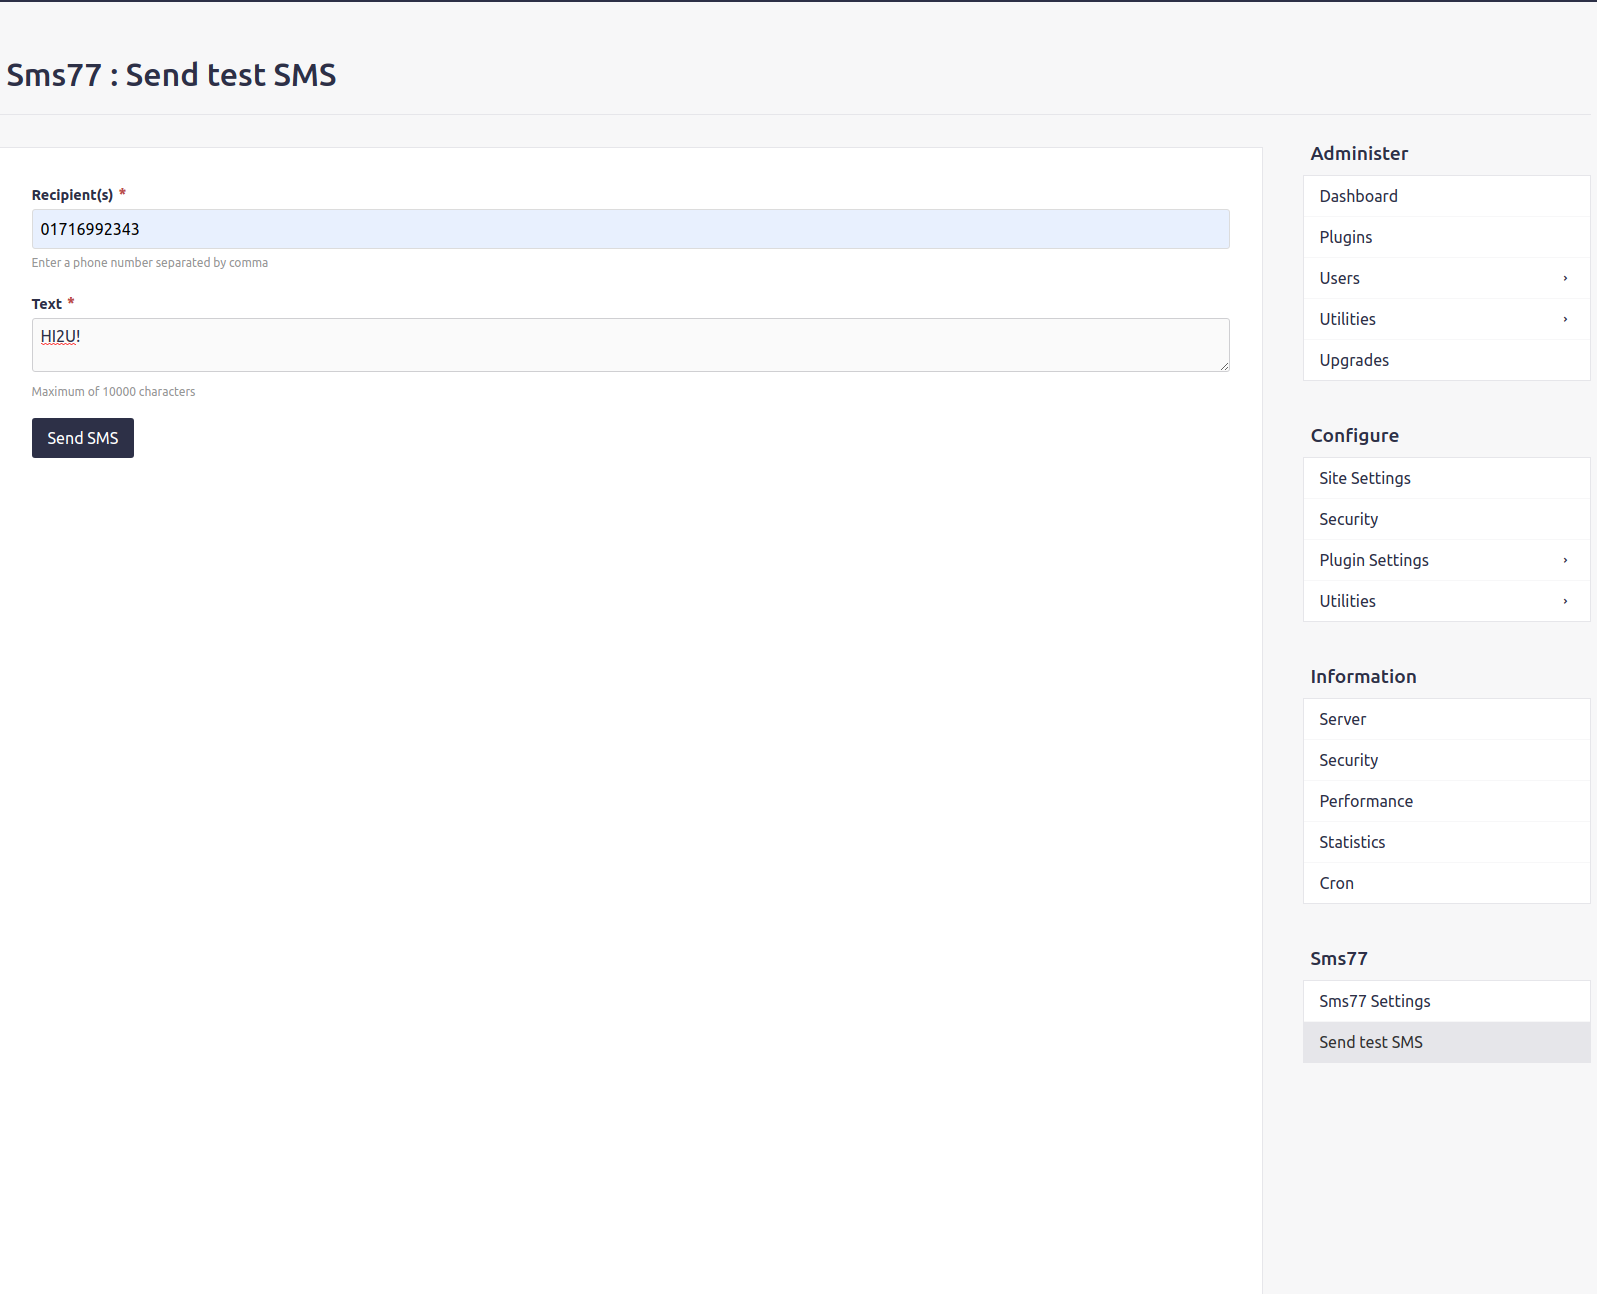 Sms77 : Send test SMS
Recipient(s) *
01716992343
Enter a phone number separated by comma
Text *
HI2U!
Maximum of 10000 characters
Send SMS
Administer
Dashboard
Plugins
Users ›
Utilities ›
Upgrades
Configure
Site Settings
Security
Plugin Settings ›
Utilities ›
Information
Server
Security
Performance
Statistics
Cron
Sms77
Sms77 Settings
Send test SMS